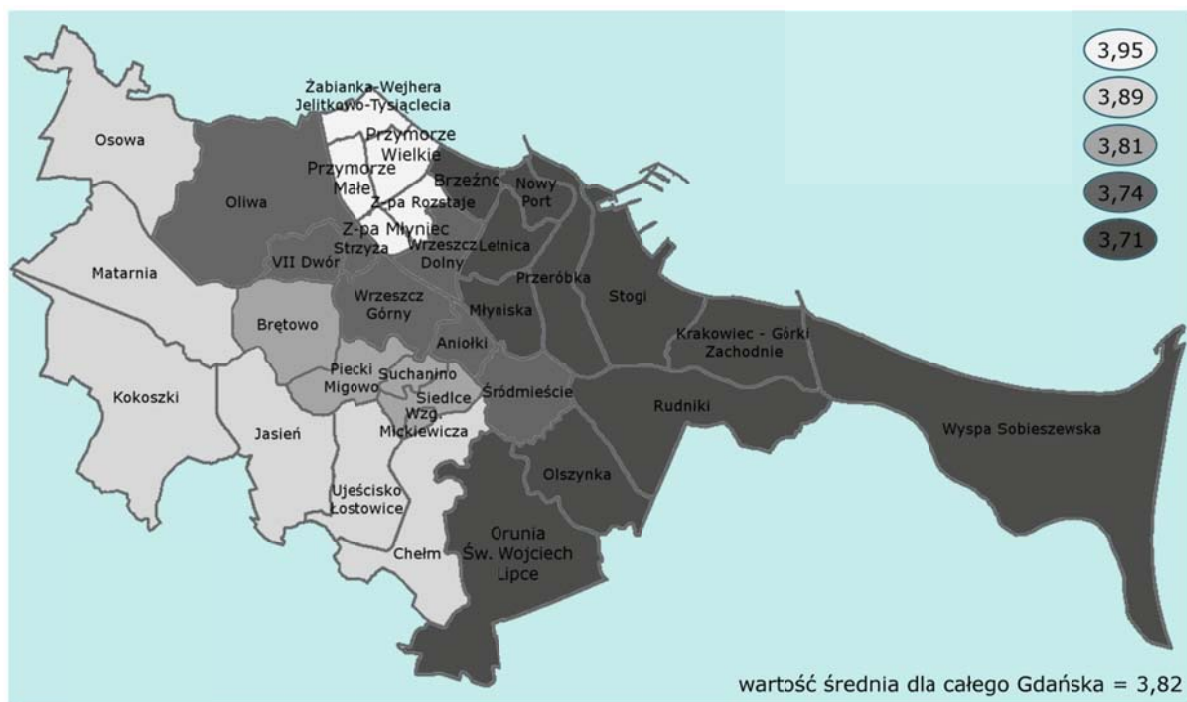 3,95
3,89
3,81
3,74
3,71
Żabianka-Wejhera
Jelitkowo-Tysiąclecia
Osowa
Przymorze
Wielkie
Przymorze
Małe
Brzeźno
Nowy
Port
Oliwa
Z-pa Rozstaje
Z-pa Młyniec
Strzyża
Wrzeszcz
Dolny
Letnica
VII Dwór
Matarnia
Przeróbka
Stogi
Wrzeszcz
Górny
Młyniska
Brętowo
Aniołki
Krakowiec - Górki
Zachodnie
Piecki
Migowo
Suchanino
Siedlce
Śródmieście
Kokoszki
Wzg.
Mickiewicza
Rudniki
Jasień
Wyspa Sobieszewska
Olszynka
Ujeścisko
Łostowice
Orunia
Św. Wojciech
Lipce
Chełm
wartość średnia dla całego Gdańska = 3,82